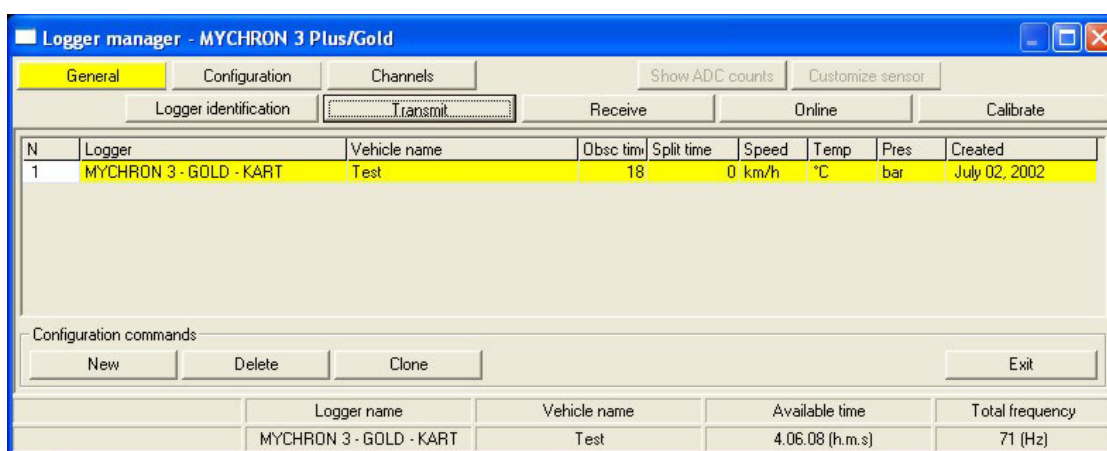 Logger manager - MYCHRON 3 Plus/Gold
General Configuration Channels Show ADC counts Customize sensor
Logger identification Transmit Receive Online Calibrate
N Logger Vehicle name Obsc tim Split time Speed Temp Pres Created
1 MYCHRON 3 - GOLD - KART Test 18 0 km/h °C bar July 02, 2002
Configuration commands
New Delete Clone Exit
Logger name Vehicle name Available time Total frequency
MYCHRON 3 - GOLD - KART Test 4.06.08 (h.m.s) 71 (Hz)